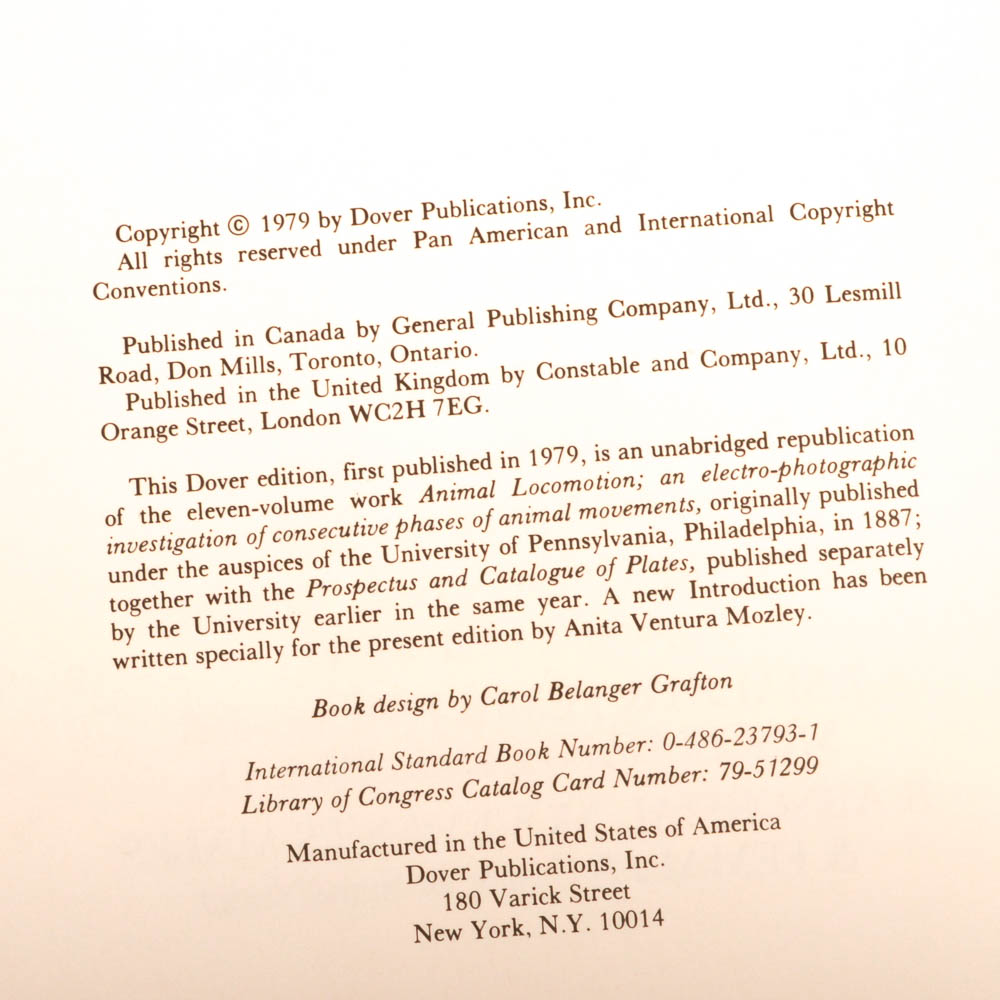 Copyright © 1979 by Dover Publications, Inc.
All rights reserved under Pan American and International Copyright
Conventions.
Published in Canada by General Publishing Company, Ltd., 30 Lesmill
Road, Don Mills, Toronto, Ontario.
Published in the United Kingdom by Constable and Company, Ltd., 10
Orange Street, London WC2H 7EG.
This Dover edition, first published in 1979, is an unabridged republication
of the eleven-volume work Animal Locomotion; an electro-photographic
investigation of consecutive phases of animal movements, originally published
under the auspices of the University of Pennsylvania, Philadelphia, in 1887;
together with the Prospectus and Catalogue of Plates, published separately
by the University earlier in the same year. A new Introduction has been
written specially for the present edition by Anita Ventura Mozley.
Book design by Carol Belanger Grafton
International Standard Book Number: 0-486-23793-1
Library of Congress Catalog Card Number: 79-51299
Manufactured in the United States of America
Dover Publications, Inc.
180 Varick Street
New York, N.Y. 10014